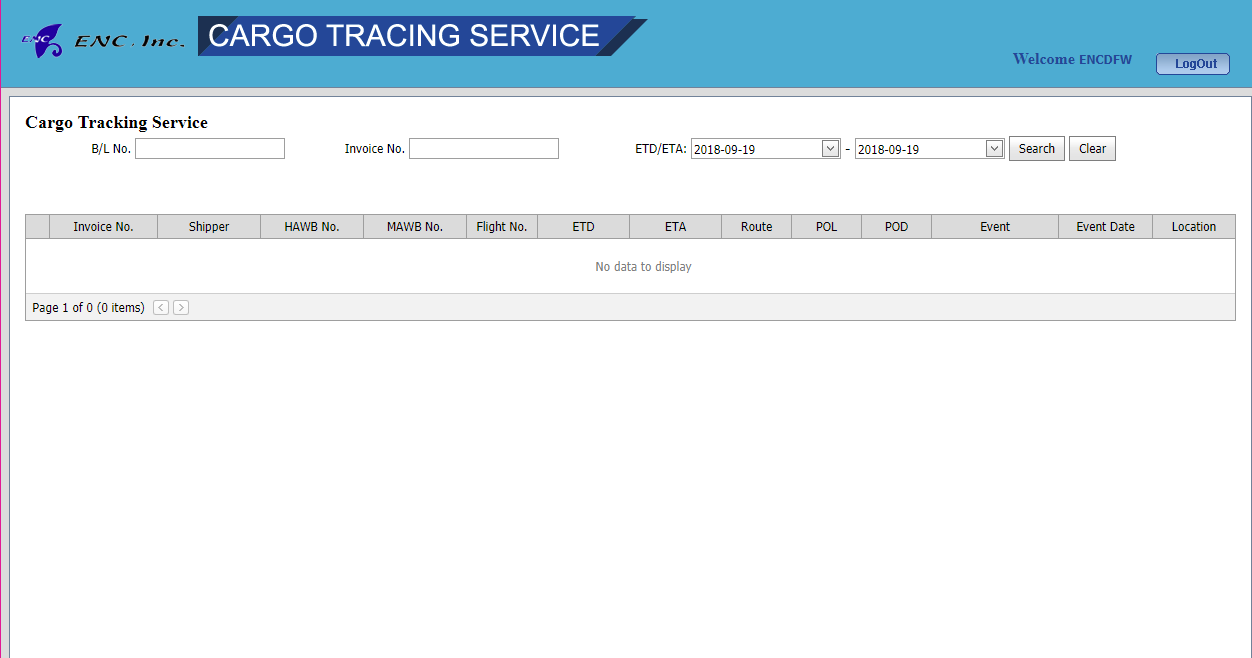 ENC ENC.Inc. CARGO TRACING SERVICE
Welcome ENCDFW LogOut
Cargo Tracking Service
B/L No. Invoice No. ETD/ETA: 2018-09-19 - 2018-09-19 Search Clear
Invoice No. Shipper HAWB No. MAWB No. Flight No. ETD ETA Route POL POD Event Event Date Location
No data to display
Page 1 of 0 (0 items) < >